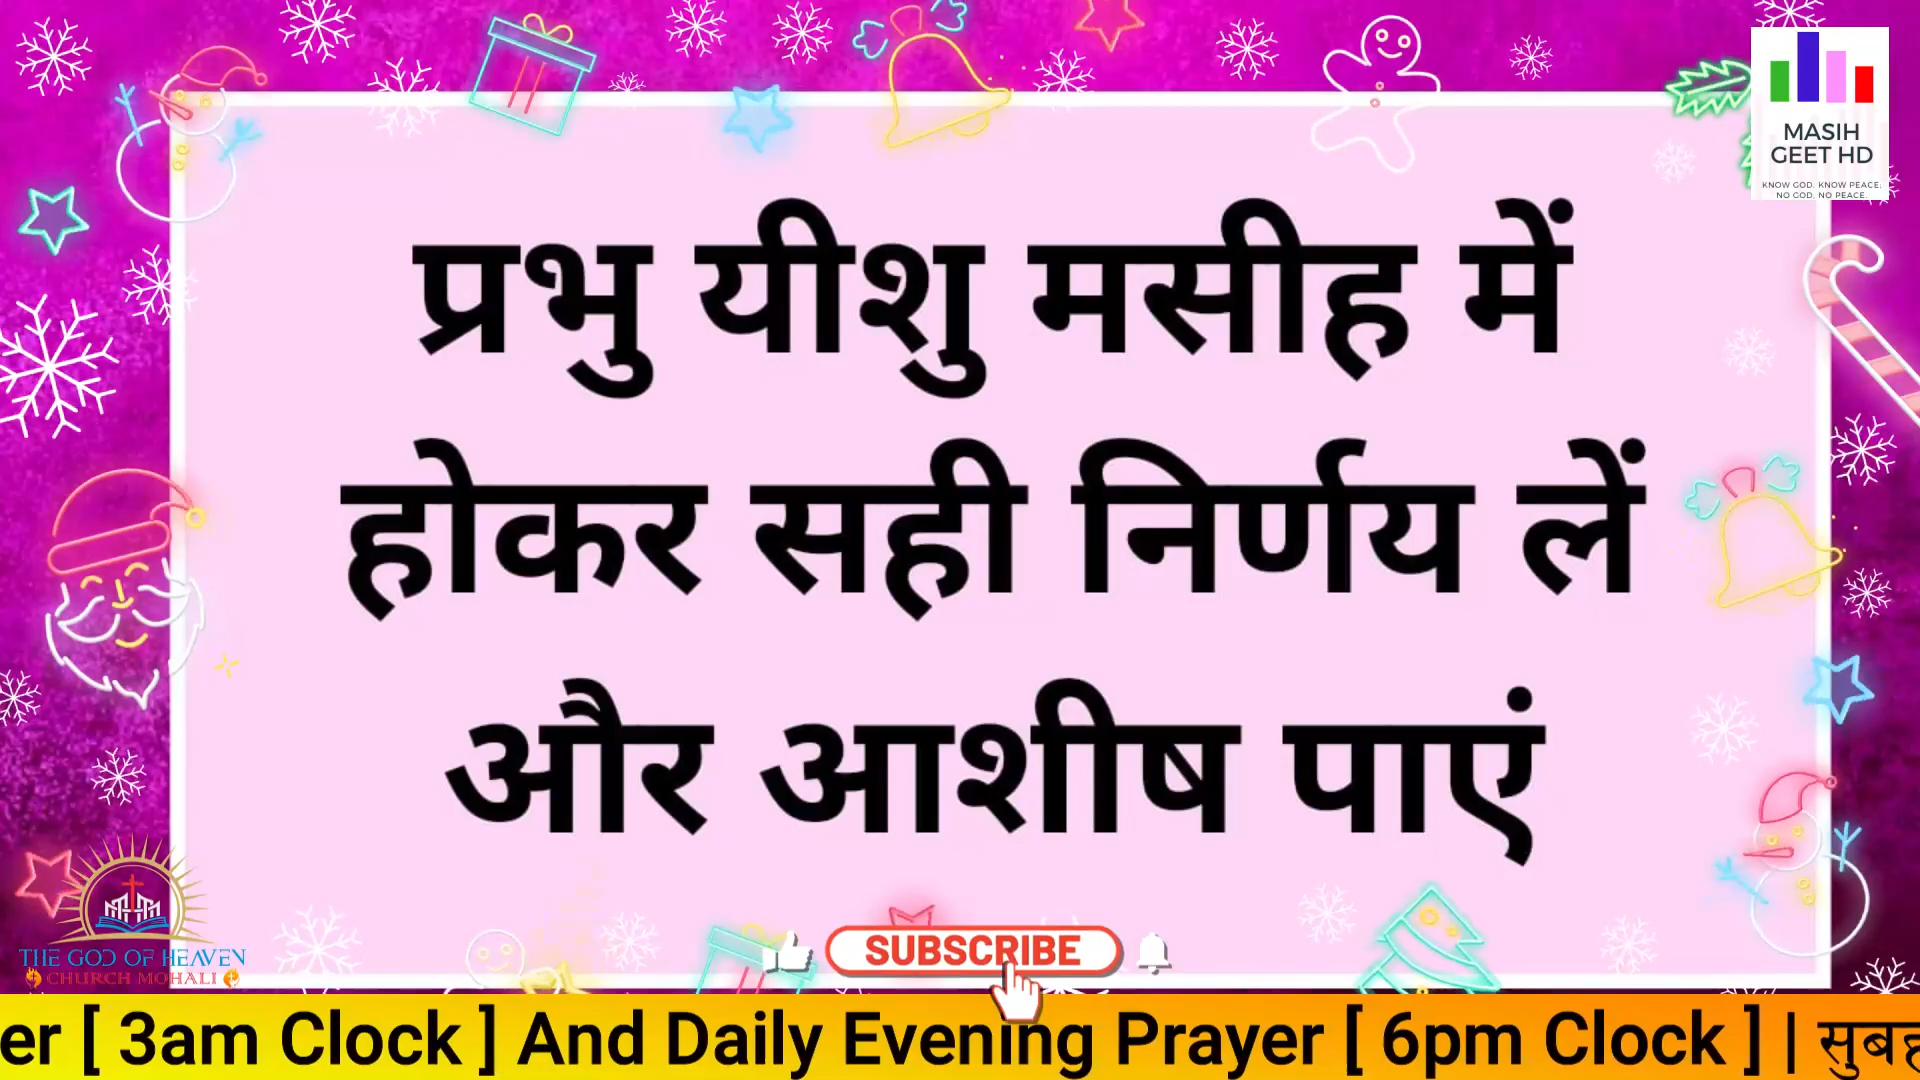 MASIH
GEET HD
KNOW GOD. KNOW PEACE;
NO GOD, NO PEACE.
प्रभु यीशु मसीह में
होकर सही निर्णय लें
और आशीष पाएं
THE GOD OF HEAVEN
CHURCH MOHALI
SUBSCRIBE
er [ 3am Clock ] And Daily Evening Prayer [ 6pm Clock ] | सुबह